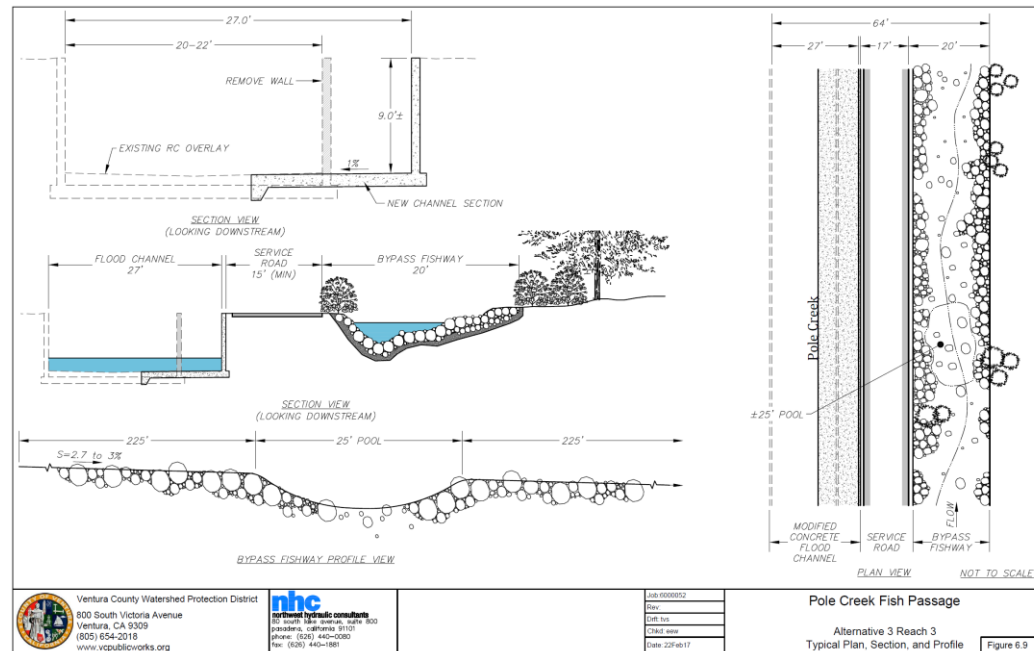 27.0'
20-22'
REMOVE WALL
9.0'±
EXISTING RC OVERLAY
1%
NEW CHANNEL SECTION
SECTION VIEW
(LOOKING DOWNSTREAM)
FLOOD CHANNEL
27'
SERVICE
ROAD
15' (MIN)
BYPASS FISHWAY
20'
SECTION VIEW
(LOOKING DOWNSTREAM)
225'
25' POOL
225'
S=2.7 to 3%
BYPASS FISHWAY PROFILE VIEW
64'
27'
17'
20'
Pole Creek
±25' POOL
FLOW
MODIFIED
CONCRETE
FLOOD
CHANNEL
SERVICE
ROAD
BYPASS
FISHWAY
PLAN VIEW
NOT TO SCALE
Ventura County Watershed Protection District
800 South Victoria Avenue
Ventura, CA 9309
(805) 654-2018
www.vcpublicworks.org
nhc
northwest hydraulic consultants
80 south lake avenue, suite 800
pasadena, california 91101
phone: (626) 440-0080
fax: (626) 440-1881
Job:6000052
Rev:
Drft: tvs
Chkd: eew
Date: 22Feb17
Pole Creek Fish Passage
Alternative 3 Reach 3
Typical Plan, Section, and Profile
Figure 6.9